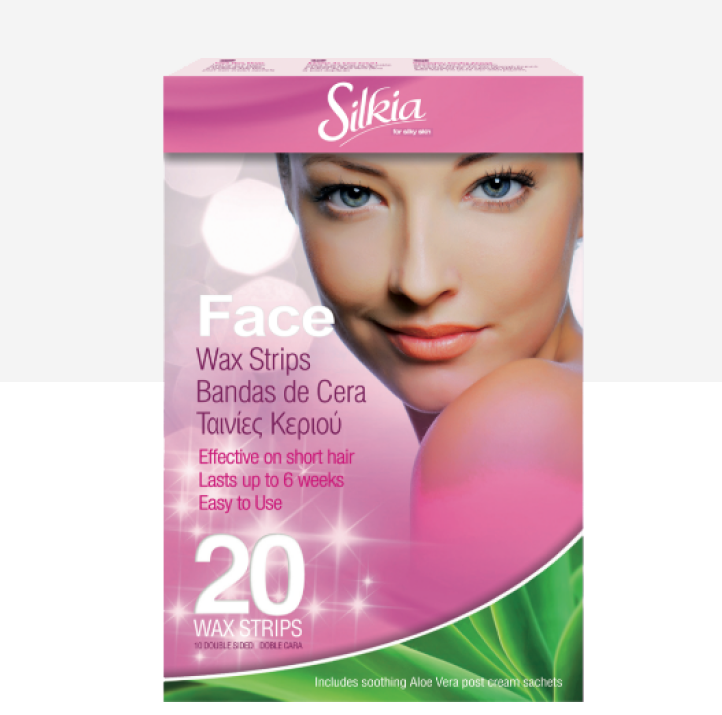 Silkia
for silky skin
Face
Wax Strips
Bandas de Cera
Ταινίες Κεριού
Effective on short hair
Lasts up to 6 weeks
Easy to Use
20
WAX STRIPS
10 DOUBLE SIDED DOBLE CARA
Includes soothing Aloe Vera post cream sachets